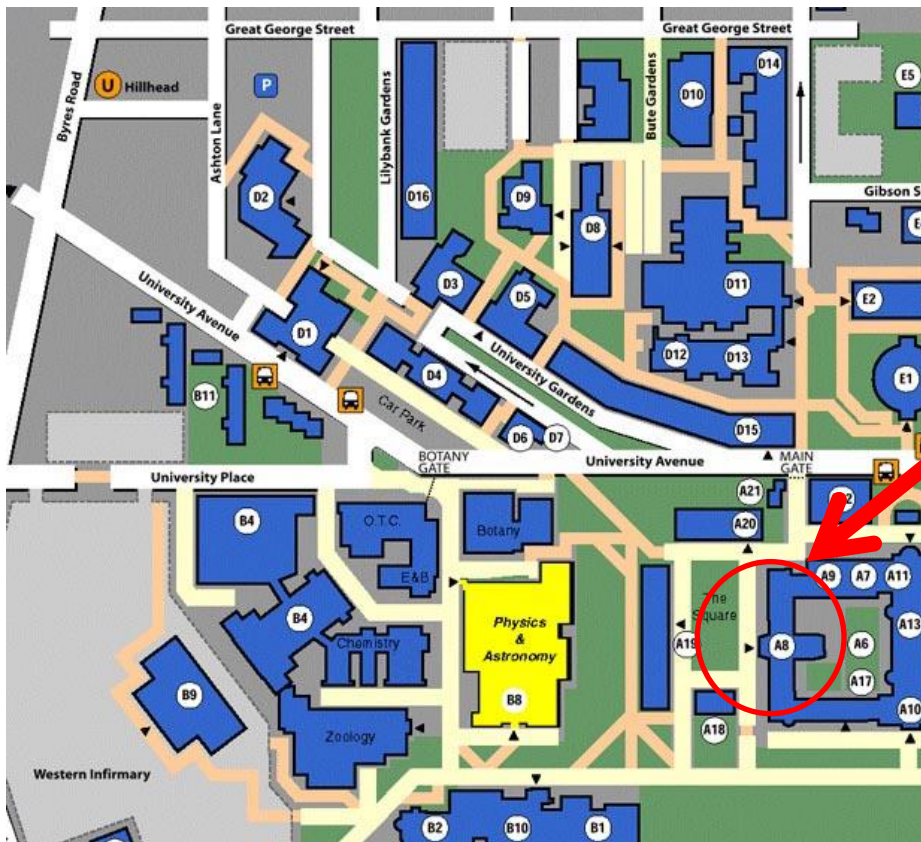 Great George Street
Great George Street
D14
U
Hillhead
P
D10
E5
Byres Road
Ashton Lane
Lilybank Gardens
Bute Gardens
D2
D16
D9
D8
Gibson S
E
University Avenue
D3
D5
D11
E2
D1
D4
D12
D13
B11
University Gardens
E1
Car Park
D6
D7
D15
BOTANY
GATE
University Avenue
MAIN
GATE
University Place
A21
2
B4
O.T.C.
Botany
A20
E&B
A9
A7
A11
B4
The
Square
Physics
&
Astronomy
Chemistry
A19
A8
A6
A13
B9
B8
A17
A18
A10
Zoology
Western Infirmary
B2
B10
B1